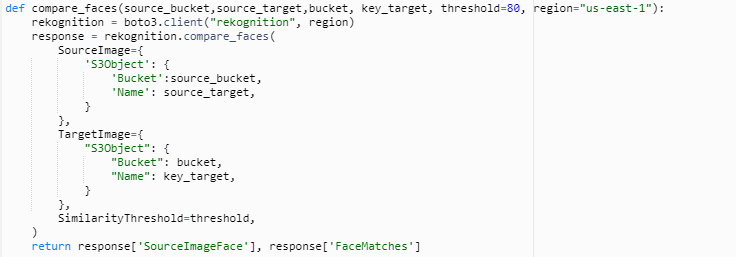 def compare_faces(source_bucket,source_target,bucket, key_target, threshold=80, region="us-east-1"):
    rekognition = boto3.client("rekognition", region)
    response = rekognition.compare_faces(
        SourceImage={
            'S3Object': {
                'Bucket':source_bucket,
                'Name': source_target,
            }
        },
        TargetImage={
            "S3Object": {
                "Bucket": bucket,
                "Name": key_target,
            }
        },
        SimilarityThreshold=threshold,
    )
    return response['SourceImageFace'], response['FaceMatches']